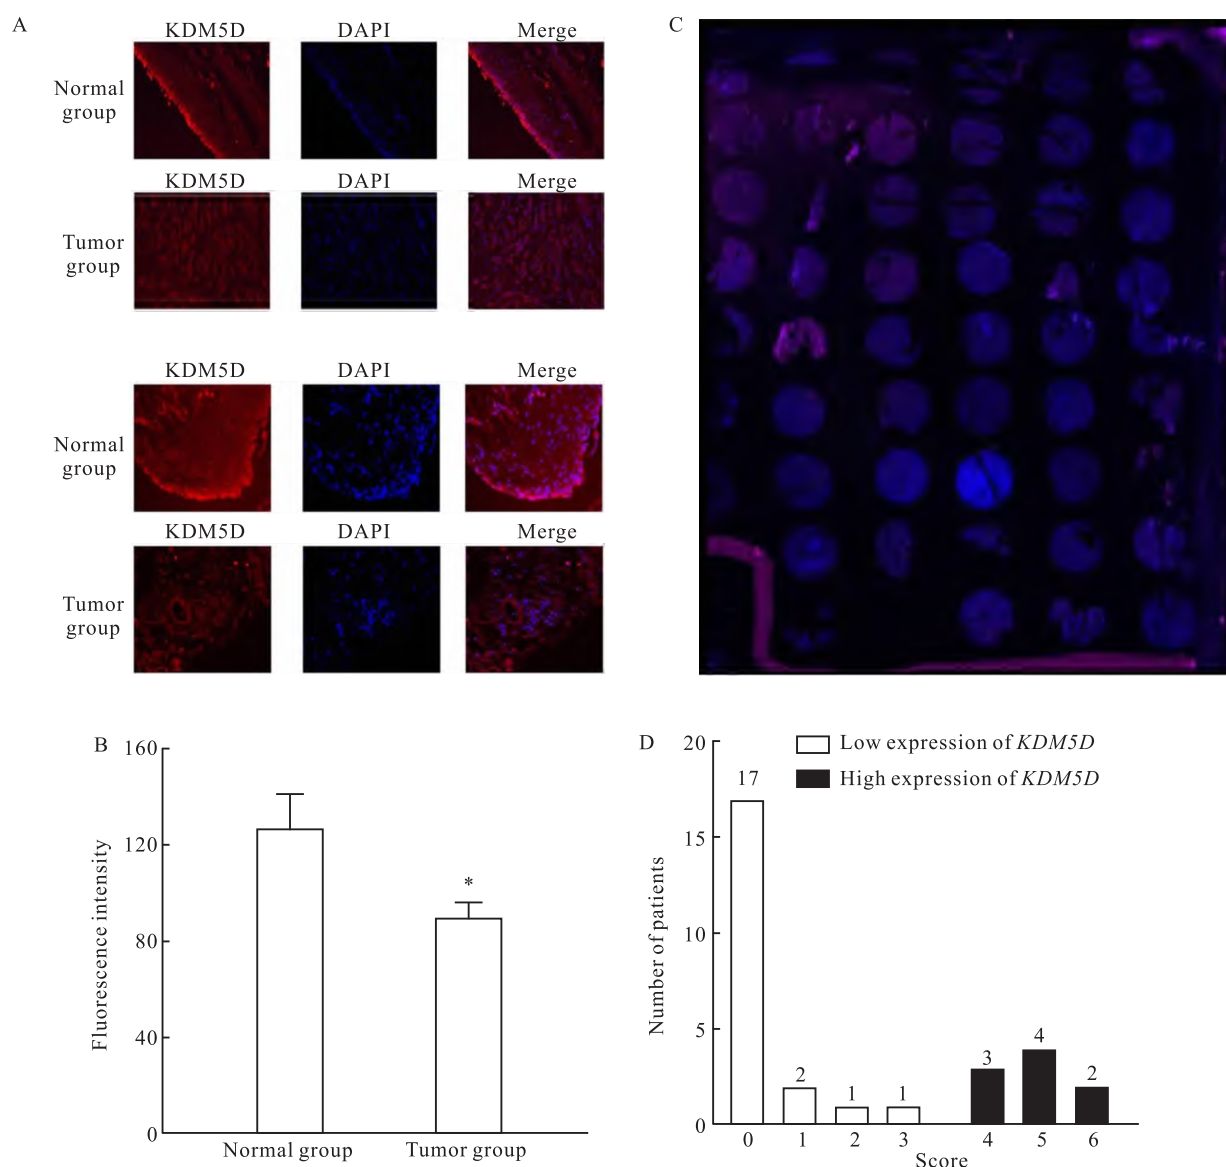 A
KDM5D DAPI Merge
Normal
group
KDM5D DAPI Merge
Tumor
group
KDM5D DAPI Merge
Normal
group
KDM5D DAPI Merge
Tumor
group
C
B
160
120
80
40
0
Fluorescence intensity
*
Normal group Tumor group
D
20
15
10
5
0
Number of patients
Low expression of KDM5D
High expression of KDM5D
17
2
1
1
3
4
2
0 1 2 3 4 5 6
Score